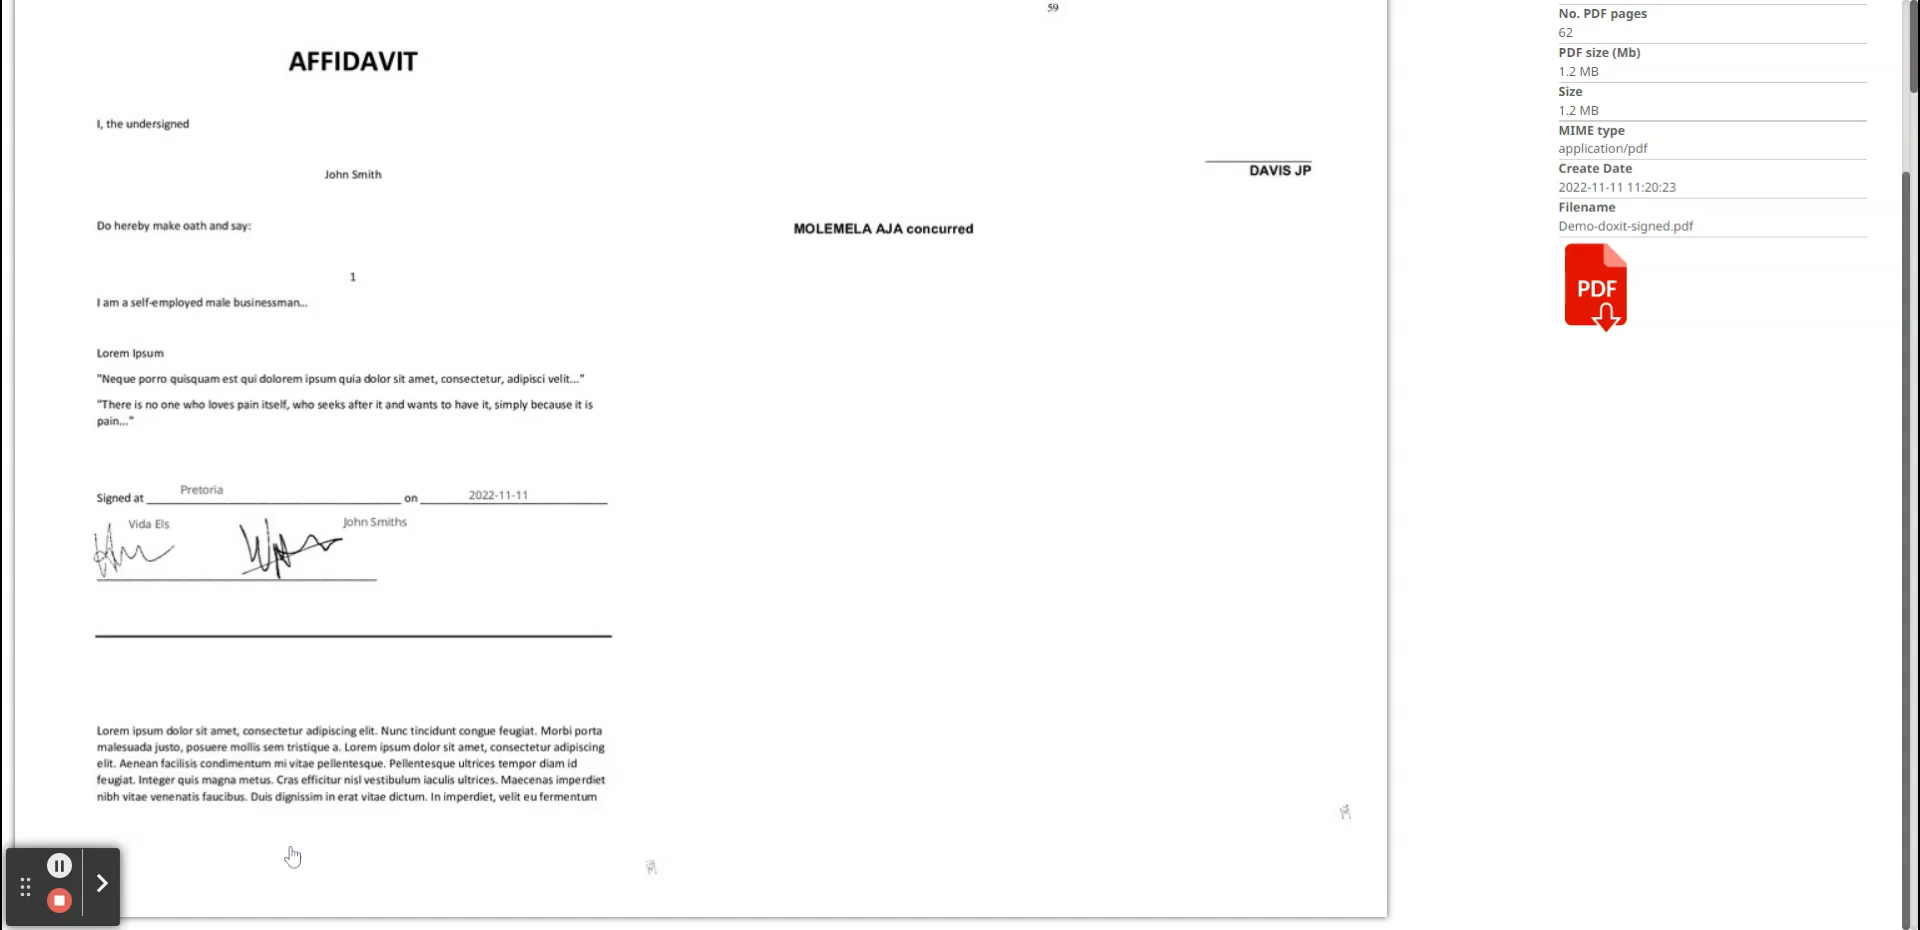 59
AFFIDAVIT
I, the undersigned
John Smith
Do hereby make oath and say:
1
I am a self-employed male businessman...
Lorem Ipsum
"Neque porro quisquam est qui dolorem ipsum quia dolor sit amet, consectetur, adipisci velit..."
"There is no one who loves pain itself, who seeks after it and wants to have it, simply because it is
pain..."
Signed at Pretoria on 2022-11-11
Vida Els John Smiths
Lorem ipsum dolor sit amet, consectetur adipiscing elit. Nunc tincidunt congue feugiat. Morbi porta
malesuada justo, posuere mollis sem tristique a. Lorem ipsum dolor sit amet, consectetur adipiscing
elit. Aenean facilisis condimentum mi vitae pellentesque. Pellentesque ultrices tempor diam id
feugiat. Integer quis magna metus. Cras efficitur nisl vestibulum iaculis ultrices. Maecenas imperdiet
nibh vitae venenatis faucibus. Duis dignissim in erat vitae dictum. In imperdiet, velit eu fermentum
DAVIS JP
MOLEMELA AJA concurred
No. PDF pages
62
PDF size (Mb)
1.2 MB
Size
1.2 MB
MIME type
application/pdf
Create Date
2022-11-11 11:20:23
Filename
Demo-doxit-signed.pdf
PDF